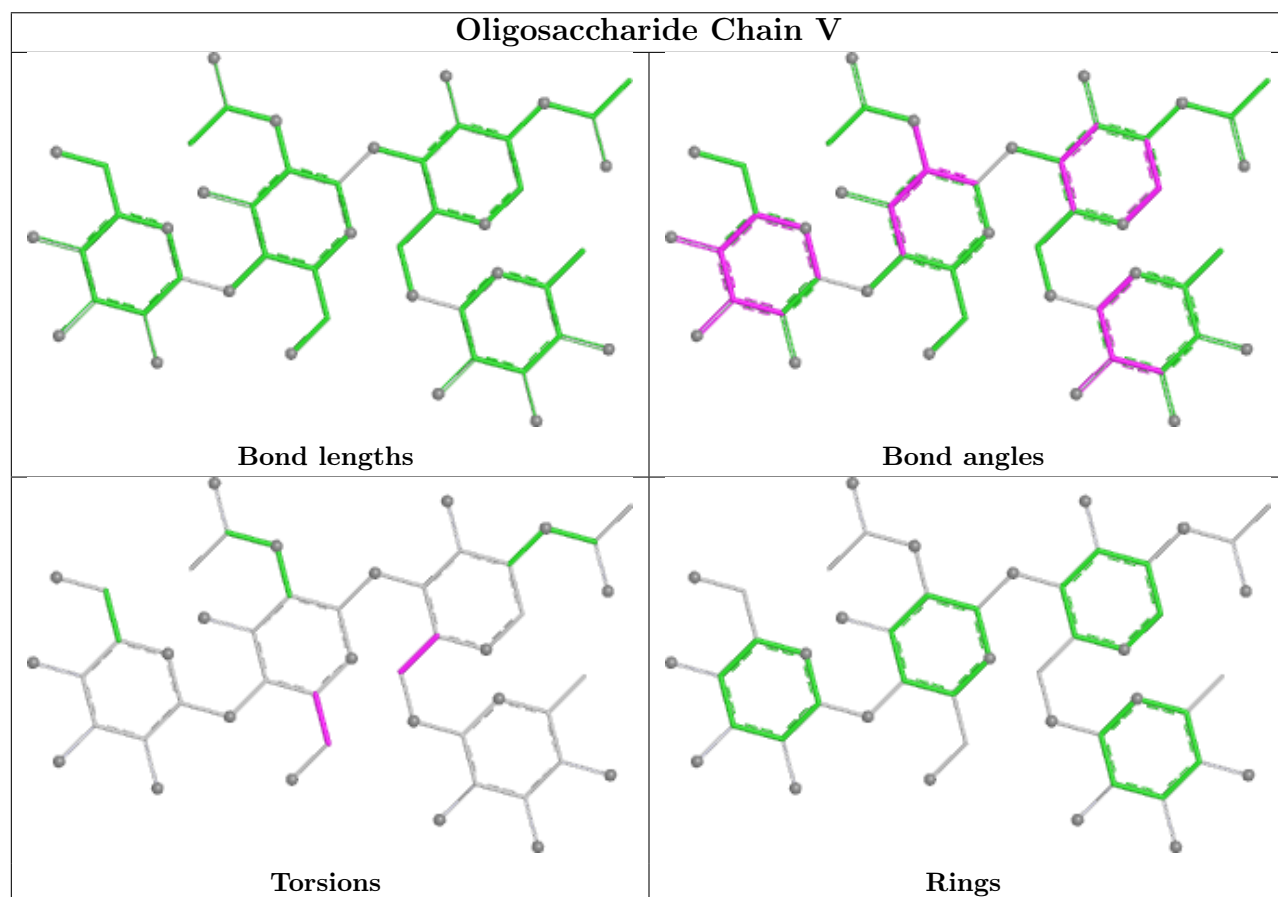 Oligosaccharide Chain V
Bond lengths
Bond angles
Torsions
Rings